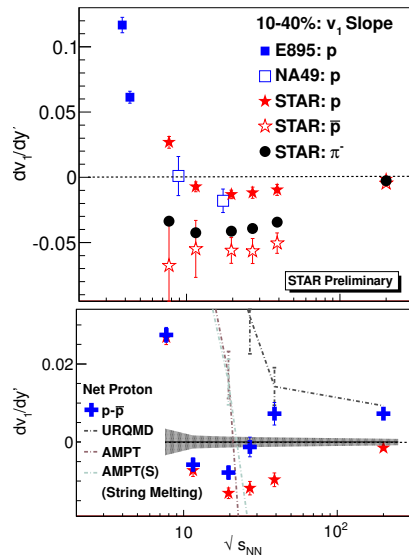 10-40%: v₁ Slope
E895: p
NA49: p
STAR: p
STAR: p̅
STAR: π⁻
0.1
0.05
0
-0.05
dv₁/dy'
STAR Preliminary
0.02
0
dv₁/dy'
Net Proton
p-p̅
URQMD
AMPT
AMPT(S)
(String Melting)
10
10²
√s_NN